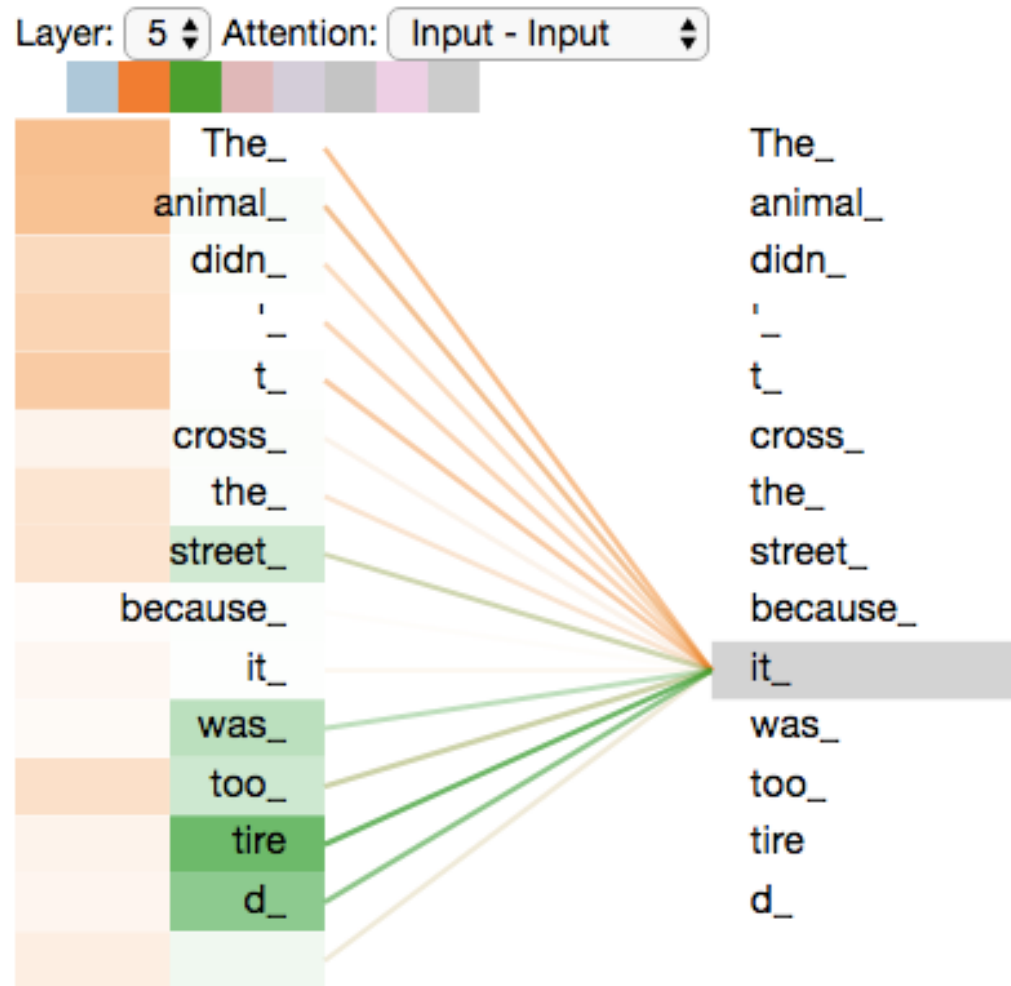 Layer: 5 Attention: Input - Input
The_ The_
animal_ animal_
didn_ didn_
'_ '_
t_ t_
cross_ cross_
the_ the_
street_ street_
because_ because_
it_ it_
was_ was_
too_ too_
tire tire
d_ d_